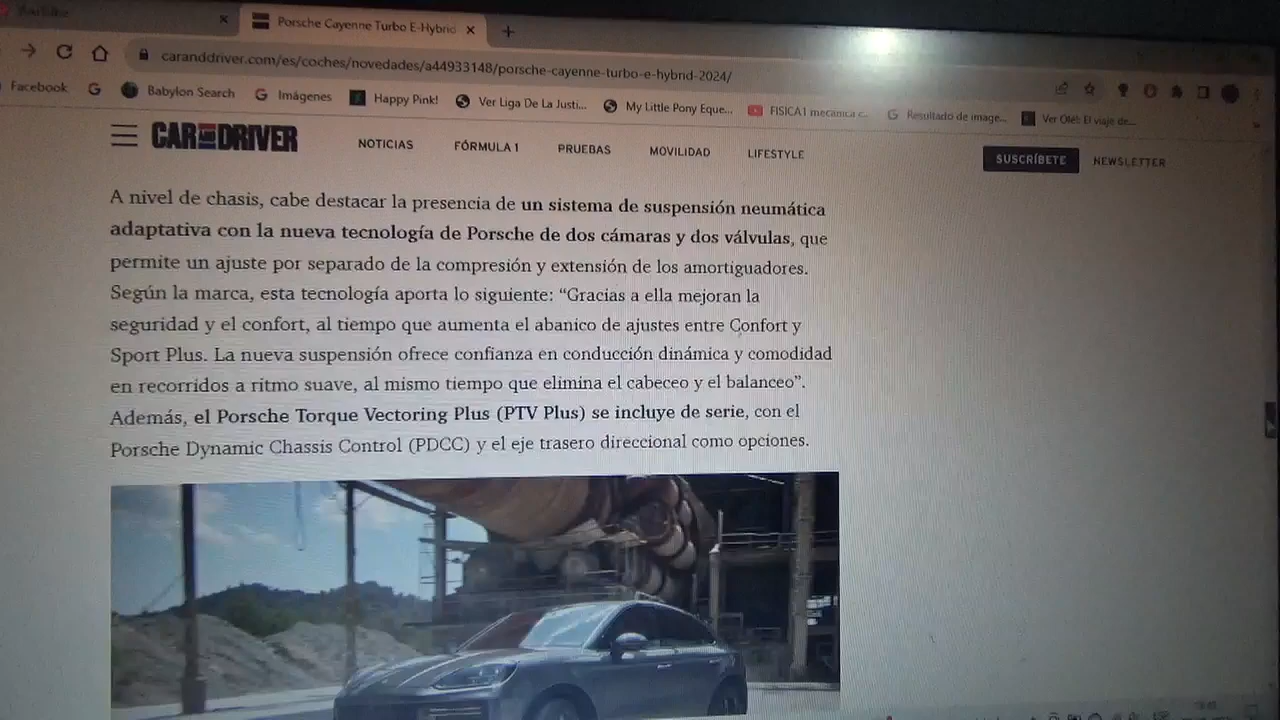 Porsche Cayenne Turbo E-Hybrid
caranddriver.com/es/coches/novedades/a44933148/porsche-cayenne-turbo-e-hybrid-2024/
Facebook
Babylon Search
Imágenes
Happy Pink!
Ver Liga De La Justi...
My Little Pony Eque...
FISICA1 mecanica c...
Resultado de image...
Ver Olé: El viaje de...
CAR AND DRIVER
NOTICIAS
FÓRMULA 1
PRUEBAS
MOVILIDAD
LIFESTYLE
SUSCRÍBETE
NEWSLETTER
A nivel de chasis, cabe destacar la presencia de un sistema de suspensión neumática
adaptativa con la nueva tecnología de Porsche de dos cámaras y dos válvulas, que
permite un ajuste por separado de la compresión y extensión de los amortiguadores.
Según la marca, esta tecnología aporta lo siguiente: “Gracias a ella mejoran la
seguridad y el confort, al tiempo que aumenta el abanico de ajustes entre Confort y
Sport Plus. La nueva suspensión ofrece confianza en conducción dinámica y comodidad
en recorridos a ritmo suave, al mismo tiempo que elimina el cabeceo y el balanceo”.
Además, el Porsche Torque Vectoring Plus (PTV Plus) se incluye de serie, con el
Porsche Dynamic Chassis Control (PDCC) y el eje trasero direccional como opciones.